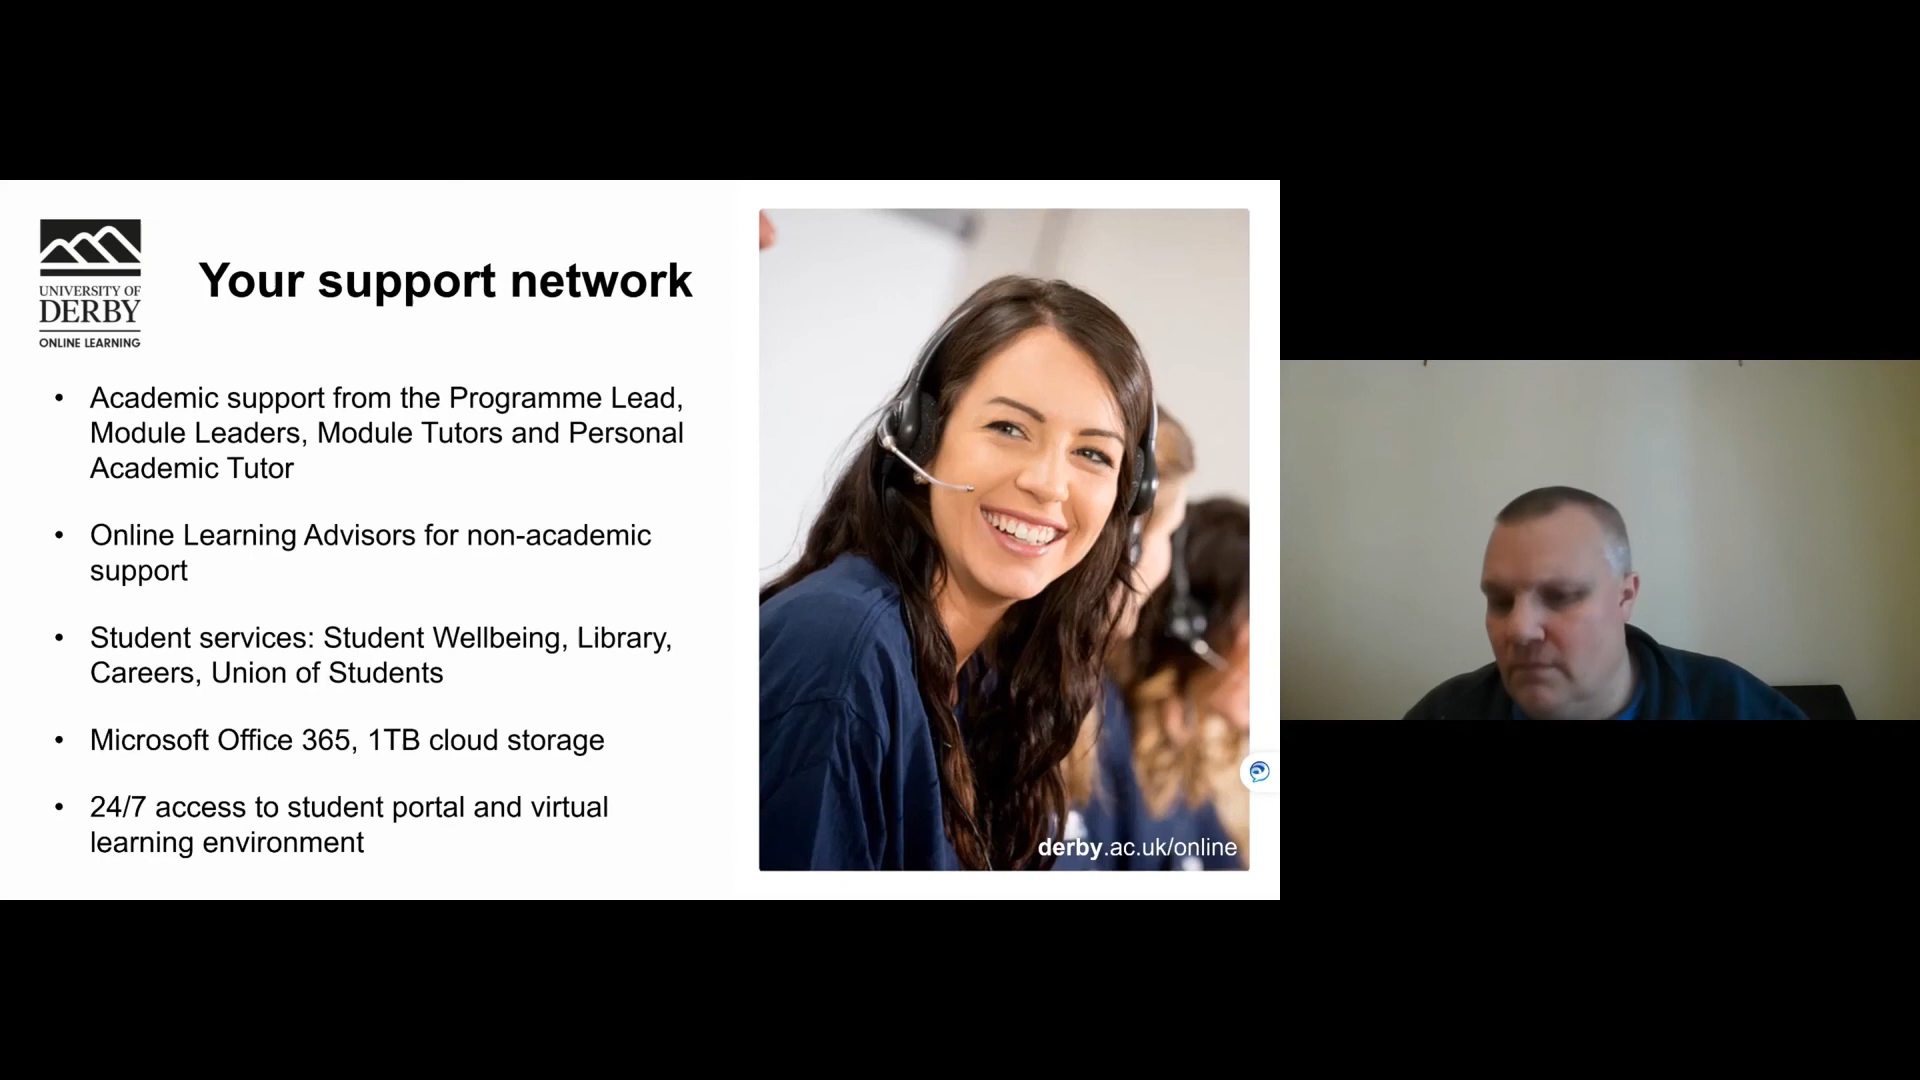 UNIVERSITY OF
DERBY
ONLINE LEARNING
Your support network
• Academic support from the Programme Lead,
Module Leaders, Module Tutors and Personal
Academic Tutor
• Online Learning Advisors for non-academic
support
• Student services: Student Wellbeing, Library,
Careers, Union of Students
• Microsoft Office 365, 1TB cloud storage
• 24/7 access to student portal and virtual
learning environment
derby.ac.uk/online